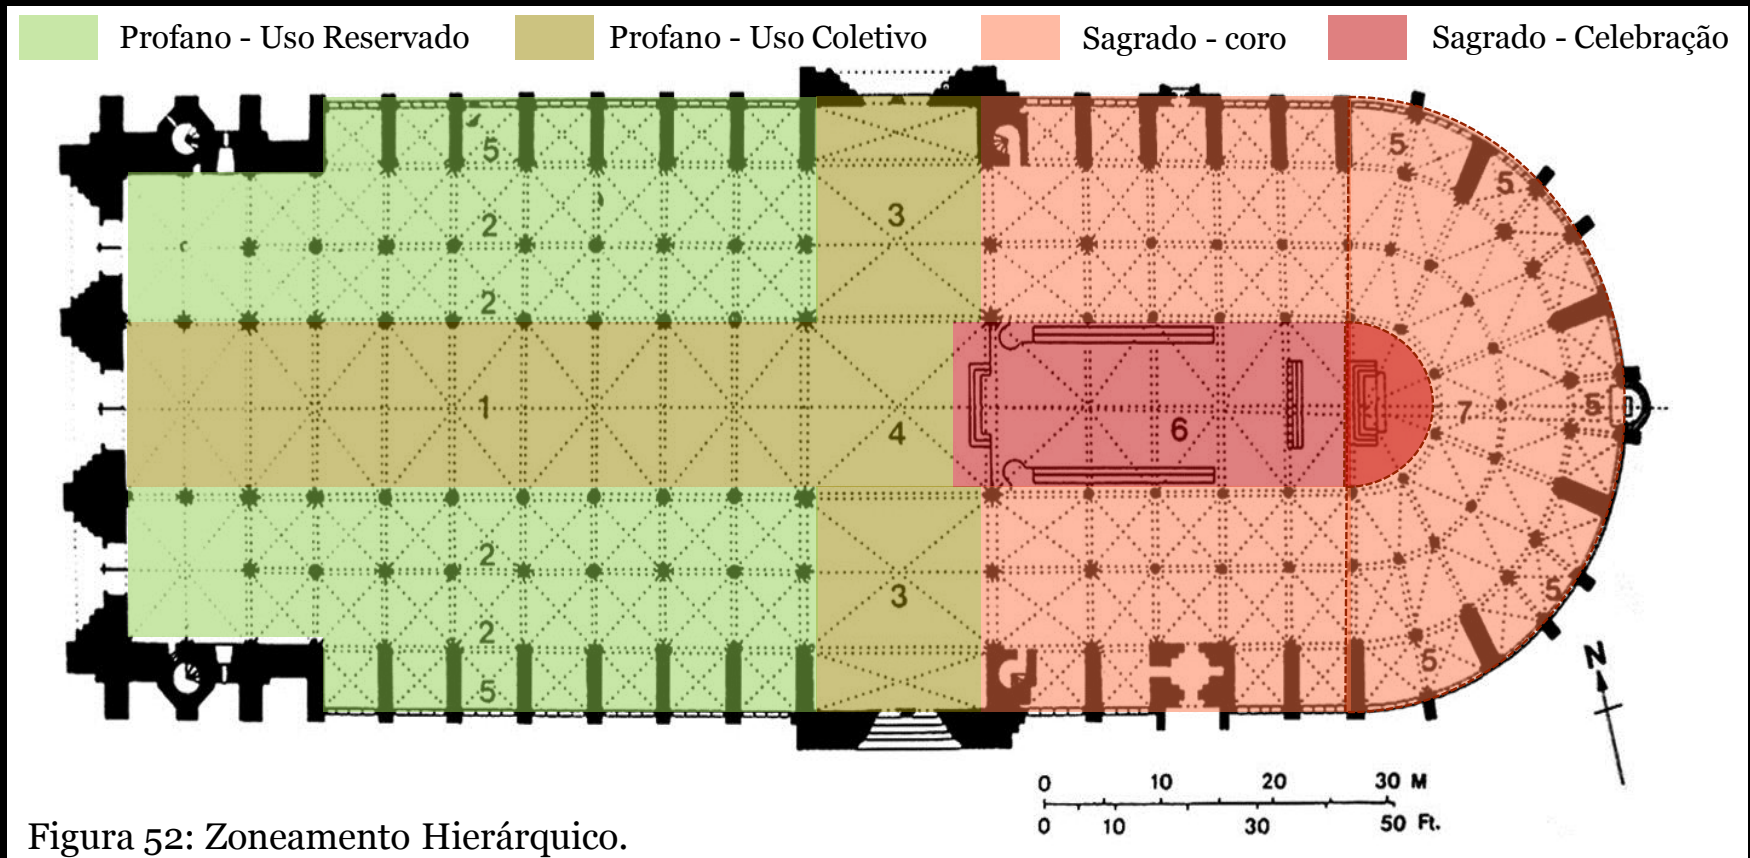 Profano - Uso Reservado
Profano - Uso Coletivo
Sagrado - coro
Sagrado - Celebração
5
5
5
3
2
2
1
4
6
7
5
2
3
2
5
5
5
N
0 10 20 30 M
0 10 30 50 Ft.
Figura 52: Zoneamento Hierárquico.